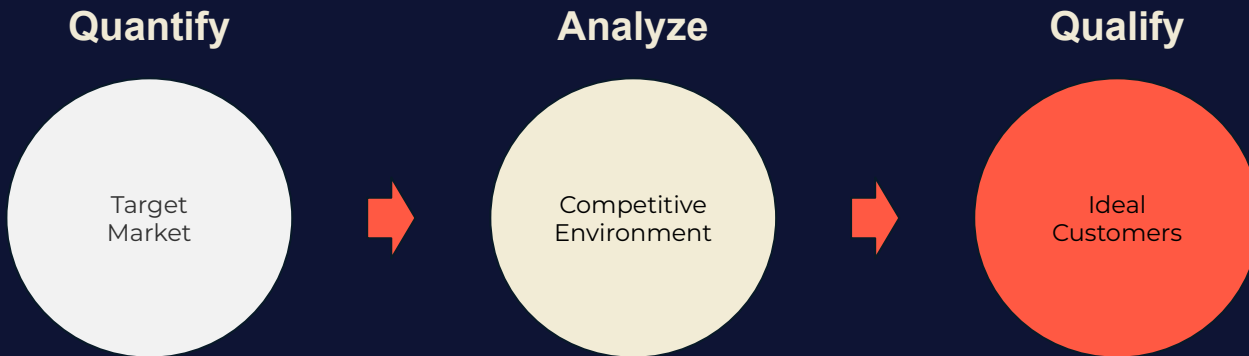 Quantify
Analyze
Qualify
Target
Market
Competitive
Environment
Ideal
Customers